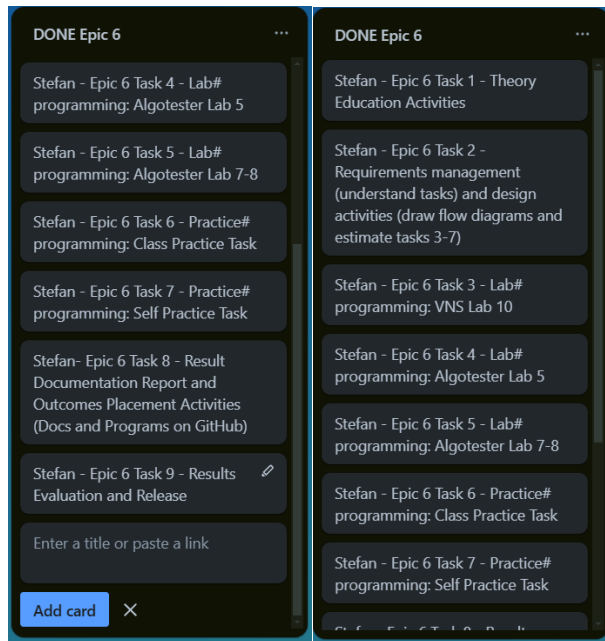 DONE Epic 6
Stefan - Epic 6 Task 4 - Lab#
programming: Algotester Lab 5
Stefan - Epic 6 Task 5 - Lab#
programming: Algotester Lab 7-8
Stefan - Epic 6 Task 6 - Practice#
programming: Class Practice Task
Stefan - Epic 6 Task 7 - Practice#
programming: Self Practice Task
Stefan- Epic 6 Task 8 - Result
Documentation Report and
Outcomes Placement Activities
(Docs and Programs on GitHub)
Stefan - Epic 6 Task 9 - Results
Evaluation and Release
Enter a title or paste a link
Add card
DONE Epic 6
Stefan - Epic 6 Task 1 - Theory
Education Activities
Stefan - Epic 6 Task 2 -
Requirements management
(understand tasks) and design
activities (draw flow diagrams and
estimate tasks 3-7)
Stefan - Epic 6 Task 3 - Lab#
programming: VNS Lab 10
Stefan - Epic 6 Task 4 - Lab#
programming: Algotester Lab 5
Stefan - Epic 6 Task 5 - Lab#
programming: Algotester Lab 7-8
Stefan - Epic 6 Task 6 - Practice#
programming: Class Practice Task
Stefan - Epic 6 Task 7 - Practice#
programming: Self Practice Task